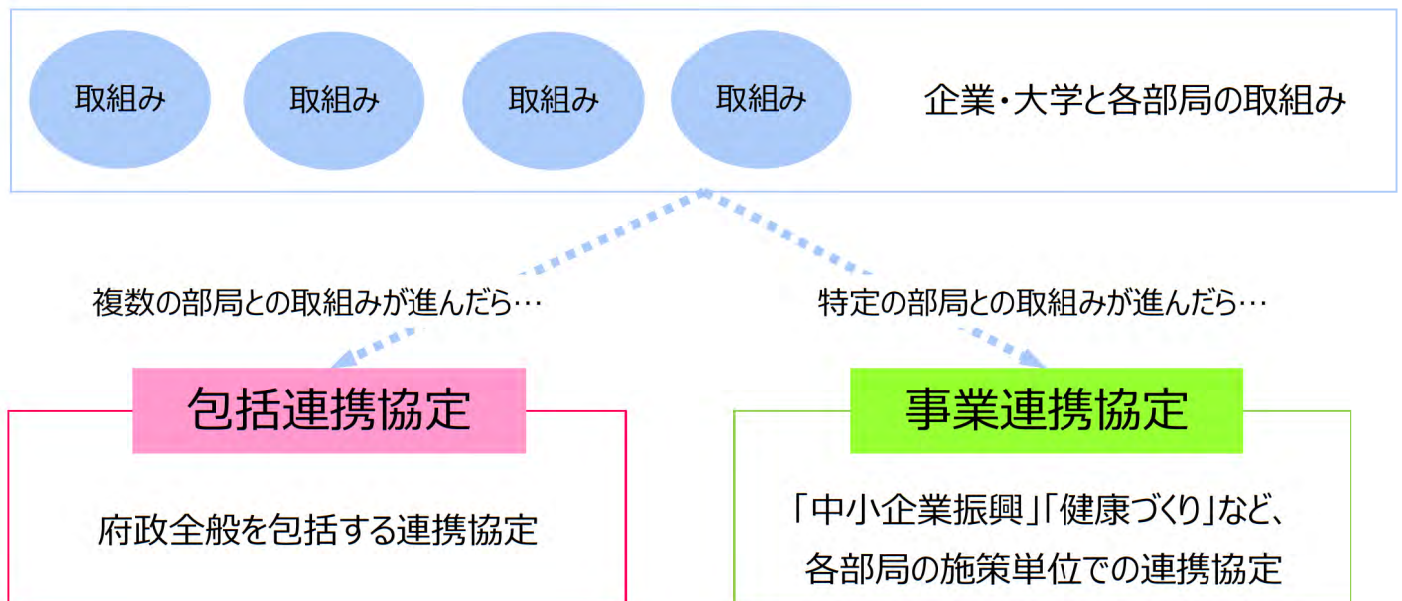 取組み
取組み
取組み
取組み
企業・大学と各部局の取組み
複数の部局との取組みが進んだら…
特定の部局との取組みが進んだら…
包括連携協定
事業連携協定
府政全般を包括する連携協定
「中小企業振興」「健康づくり」など、
各部局の施策単位での連携協定